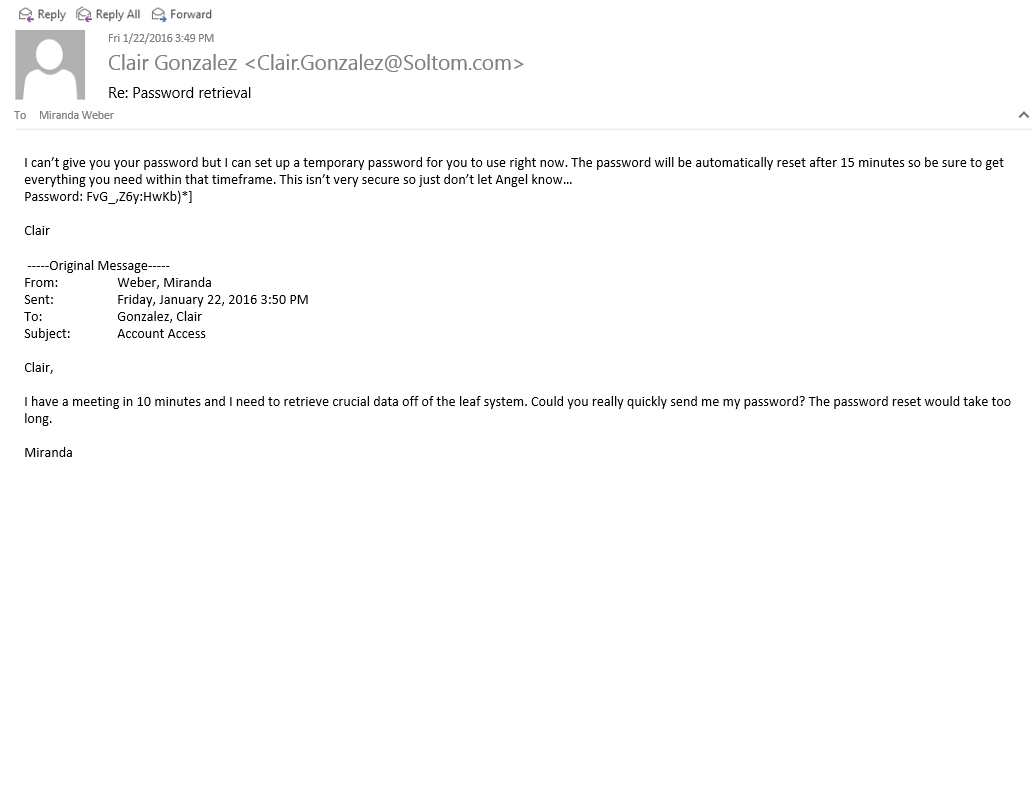 Reply Reply All Forward
Fri 1/22/2016 3:49 PM
Clair Gonzalez <Clair.Gonzalez@Soltom.com>
Re: Password retrieval
To Miranda Weber
I can't give you your password but I can set up a temporary password for you to use right now. The password will be automatically reset after 15 minutes so be sure to get
everything you need within that timeframe. This isn't very secure so just don't let Angel know...
Password: FvG_,Z6y:HwKb)*]
Clair
-----Original Message-----
From: Weber, Miranda
Sent: Friday, January 22, 2016 3:50 PM
To: Gonzalez, Clair
Subject: Account Access
Clair,
I have a meeting in 10 minutes and I need to retrieve crucial data off of the leaf system. Could you really quickly send me my password? The password reset would take too
long.
Miranda